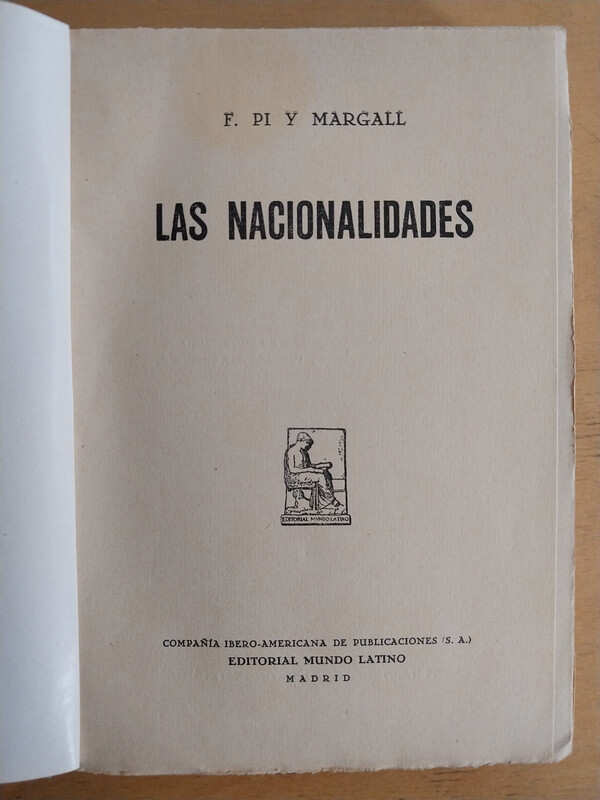 F. PI Y MARGALL
LAS NACIONALIDADES
EDITORIAL MUNDO LATINO
COMPAÑÍA IBERO-AMERICANA DE PUBLICACIONES (S. A.)
EDITORIAL MUNDO LATINO
MADRID